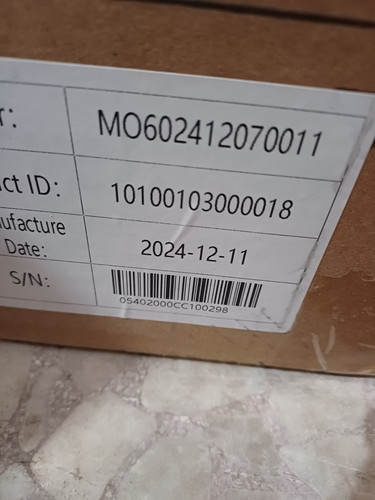 r: MO602412070011
ct ID: 10100103000018
ufacture
Date: 2024-12-11
S/N:
05402000CC100298